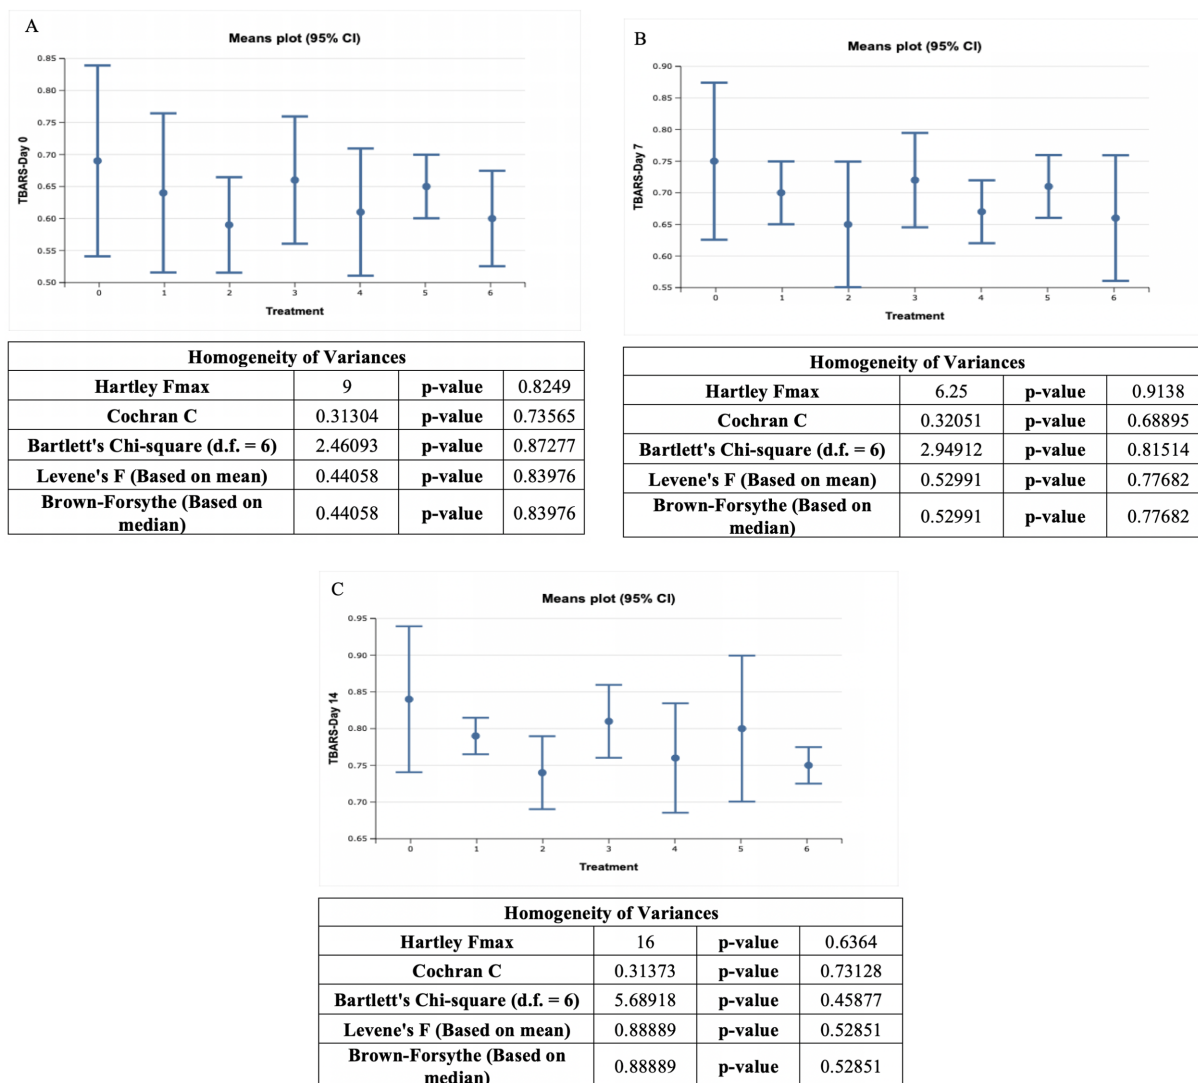 A
Means plot (95% CI)
TBARS-Day 0
0.85
0.80
0.75
0.70
0.65
0.60
0.55
0.50
0 1 2 3 4 5 6
Treatment
Homogeneity of Variances
Hartley Fmax 9 p-value 0.8249
Cochran C 0.31304 p-value 0.73565
Bartlett's Chi-square (d.f. = 6) 2.46093 p-value 0.87277
Levene's F (Based on mean) 0.44058 p-value 0.83976
Brown-Forsythe (Based on
median) 0.44058 p-value 0.83976
B
Means plot (95% CI)
TBARS-Day 7
0.90
0.85
0.80
0.75
0.70
0.65
0.60
0.55
0 1 2 3 4 5 6
Treatment
Homogeneity of Variances
Hartley Fmax 6.25 p-value 0.9138
Cochran C 0.32051 p-value 0.68895
Bartlett's Chi-square (d.f. = 6) 2.94912 p-value 0.81514
Levene's F (Based on mean) 0.52991 p-value 0.77682
Brown-Forsythe (Based on
median) 0.52991 p-value 0.77682
C
Means plot (95% CI)
TBARS-Day 14
0.95
0.90
0.85
0.80
0.75
0.70
0.65
0 1 2 3 4 5 6
Treatment
Homogeneity of Variances
Hartley Fmax 16 p-value 0.6364
Cochran C 0.31373 p-value 0.73128
Bartlett's Chi-square (d.f. = 6) 5.68918 p-value 0.45877
Levene's F (Based on mean) 0.88889 p-value 0.52851
Brown-Forsythe (Based on
median) 0.88889 p-value 0.52851